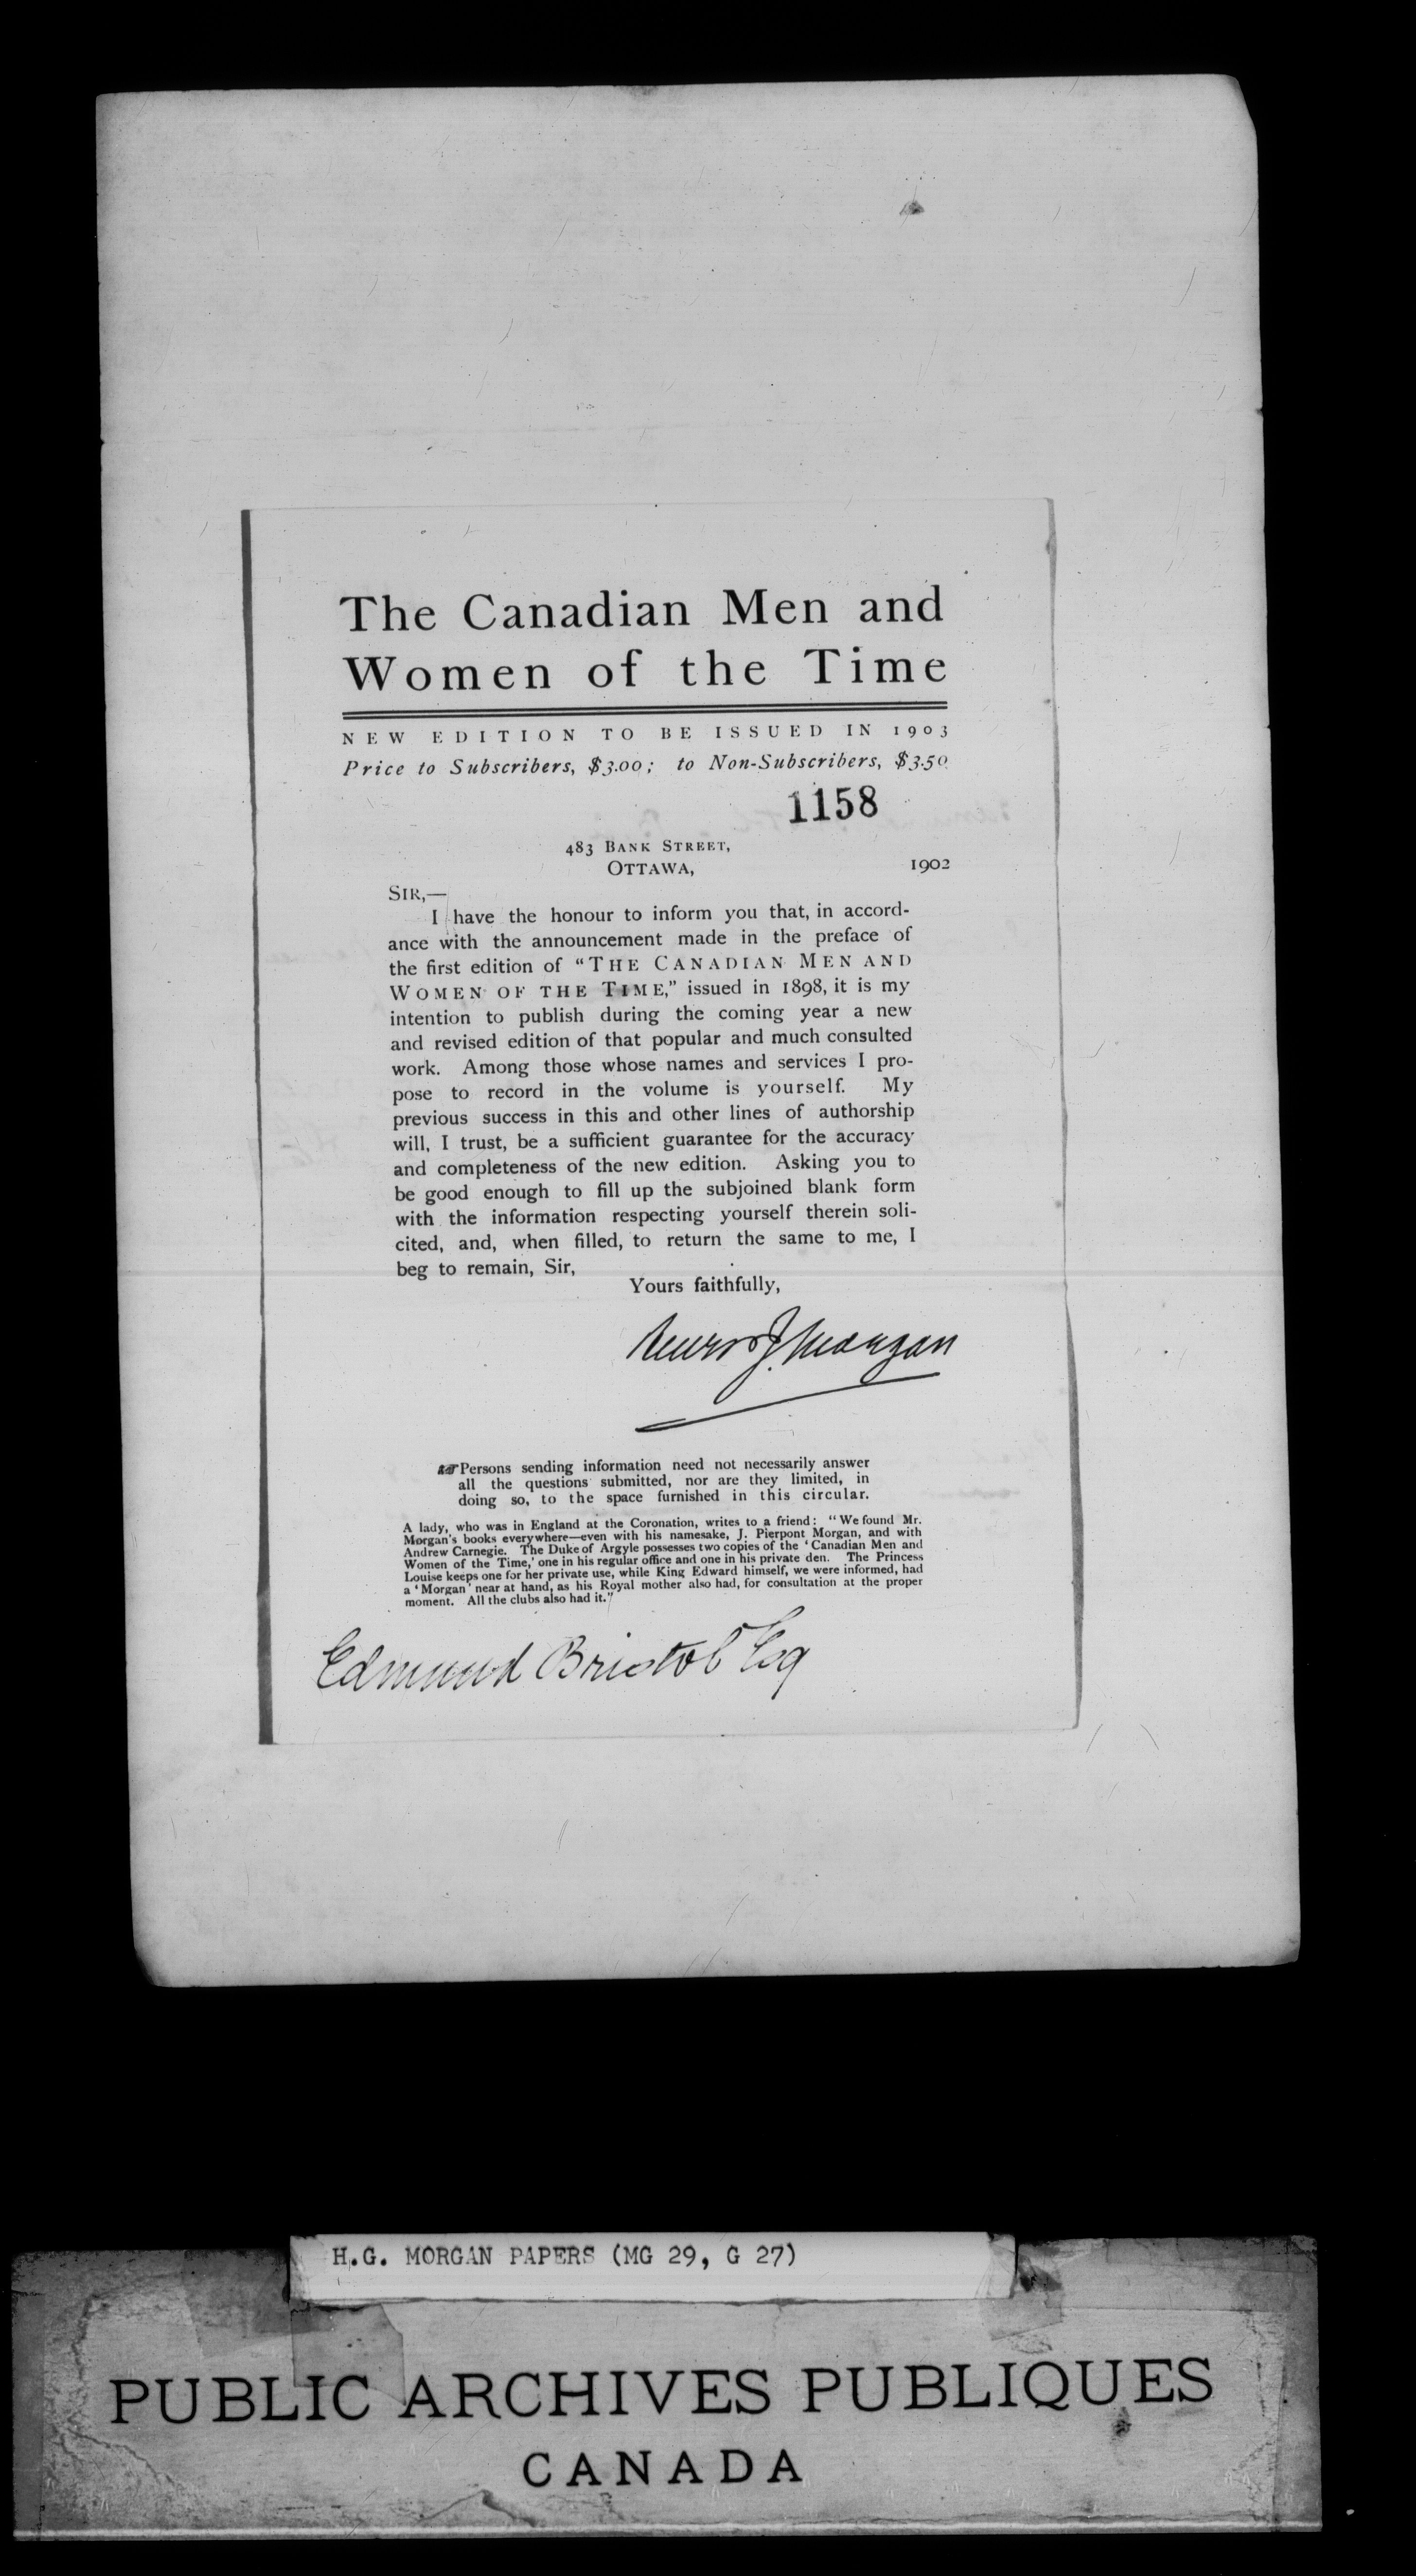 The Canadian Men and
Women of the Time
NEW EDITION TO BE ISSUED IN 1903
Price to Subscribers, $3.00; to Non-Subscribers, $3.50
1158
483 BANK STREET,
OTTAWA, 1902
SIR,—
I have the honour to inform you that, in accord-
ance with the announcement made in the preface of
the first edition of “THE CANADIAN MEN AND
WOMEN OF THE TIME,” issued in 1898, it is my
intention to publish during the coming year a new
and revised edition of that popular and much consulted
work. Among those whose names and services I pro-
pose to record in the volume is yourself. My
previous success in this and other lines of authorship
will, I trust, be a sufficient guarantee for the accuracy
and completeness of the new edition. Asking you to
be good enough to fill up the subjoined blank form
with the information respecting yourself therein soli-
cited, and, when filled, to return the same to me, I
beg to remain, Sir,
Yours faithfully,
Henry J. Morgan
☞Persons sending information need not necessarily answer
all the questions submitted, nor are they limited, in
doing so, to the space furnished in this circular.
A lady, who was in England at the Coronation, writes to a friend: “We found Mr.
Morgan's books everywhere—even with his namesake, J. Pierpont Morgan, and with
Andrew Carnegie. The Duke of Argyle possesses two copies of the ‘Canadian Men and
Women of the Time,’ one in his regular office and one in his private den. The Princess
Louise keeps one for her private use, while King Edward himself, we were informed, had
a ‘Morgan’ near at hand, as his Royal mother also had, for consultation at the proper
moment. All the clubs also had it.”
Edmund Bristol Esq
H.G. MORGAN PAPERS (MG 29, G 27)
PUBLIC ARCHIVES PUBLIQUES
CANADA